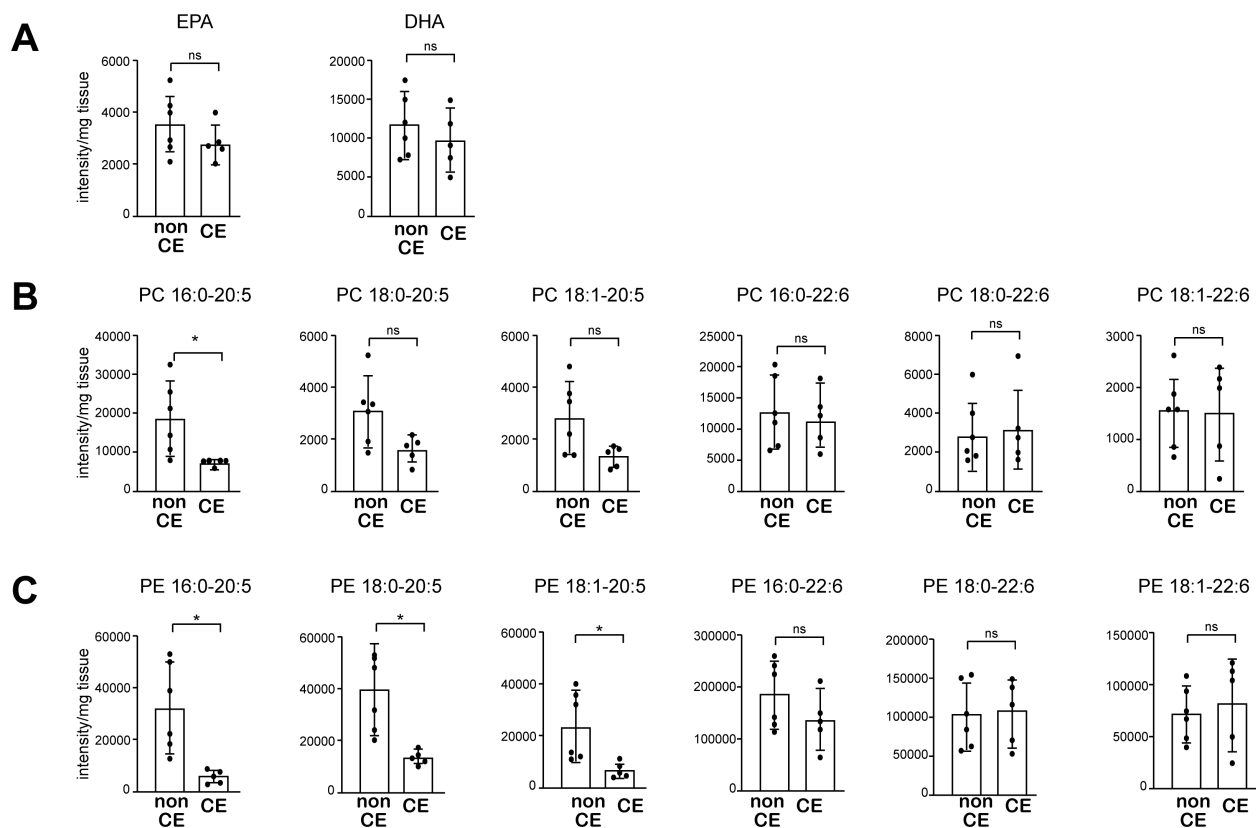 A
EPA
DHA
ns
ns
intensity/mg tissue
6000
4000
2000
0
20000
15000
10000
5000
0
non
CE
CE
non
CE
CE
B
PC 16:0-20:5
PC 18:0-20:5
PC 18:1-20:5
PC 16:0-22:6
PC 18:0-22:6
PC 18:1-22:6
*
ns
ns
ns
ns
ns
intensity/mg tissue
40000
30000
20000
10000
0
6000
4000
2000
0
6000
4000
2000
0
25000
20000
15000
10000
5000
0
8000
6000
4000
2000
0
3000
2000
1000
0
non
CE
CE
non
CE
CE
non
CE
CE
non
CE
CE
non
CE
CE
non
CE
CE
C
PE 16:0-20:5
PE 18:0-20:5
PE 18:1-20:5
PE 16:0-22:6
PE 18:0-22:6
PE 18:1-22:6
*
*
*
ns
ns
ns
intensity/mg tissue
60000
40000
20000
0
60000
40000
20000
0
60000
40000
20000
0
300000
200000
100000
0
200000
150000
100000
50000
0
150000
100000
50000
0
non
CE
CE
non
CE
CE
non
CE
CE
non
CE
CE
non
CE
CE
non
CE
CE